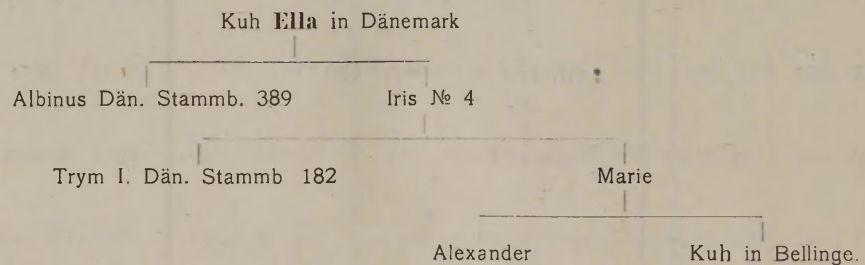 Kuh Ella in Dänemark
Albinus Dän. Stammb. 389 Iris № 4
Trym I. Dän. Stammb 182 Marie
Alexander Kuh in Bellinge.